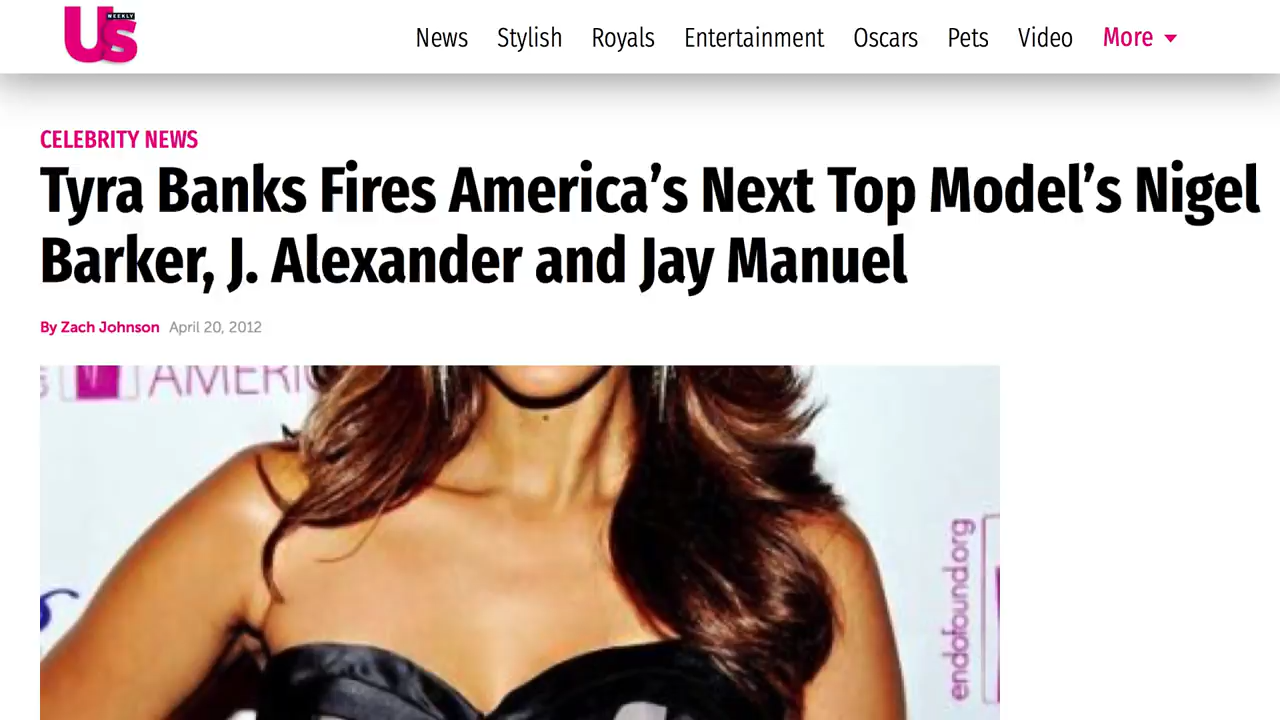 Us
WEEKLY
News Stylish Royals Entertainment Oscars Pets Video More
CELEBRITY NEWS
Tyra Banks Fires America’s Next Top Model’s Nigel
Barker, J. Alexander and Jay Manuel
By Zach Johnson April 20, 2012
endofound.org